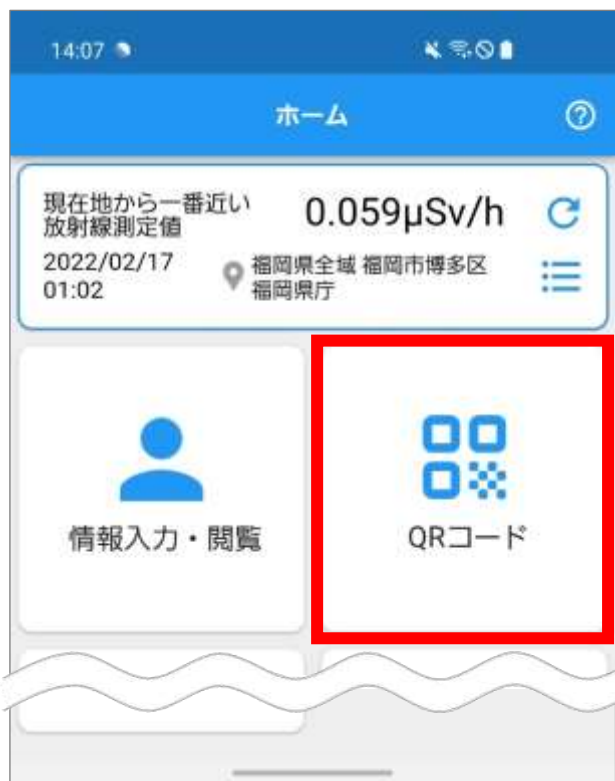 14:07
ホーム
現在地から一番近い
放射線測定値
0.059μSv/h
2022/02/17
01:02
福岡県全域 福岡市博多区
福岡県庁
情報入力・閲覧
QRコード